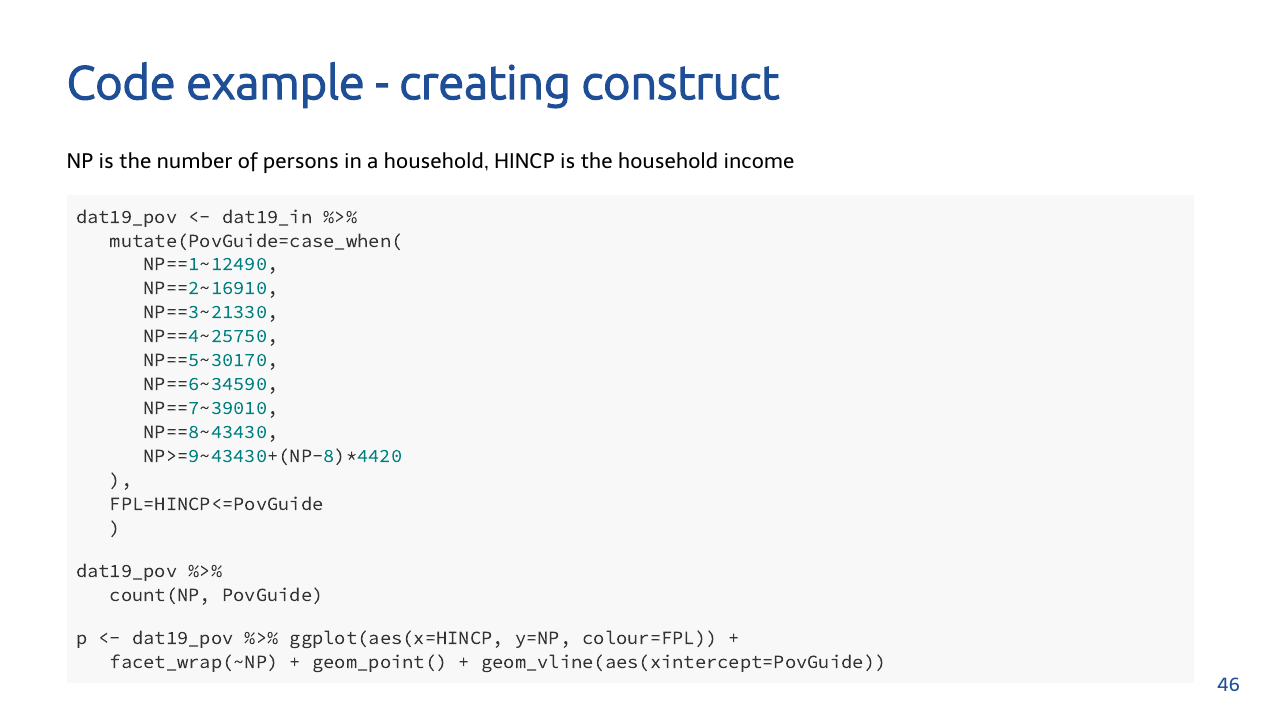 Code example - creating construct
NP is the number of persons in a household, HINCP is the household income
dat19_pov <- dat19_in %>%
   mutate(PovGuide=case_when(
      NP==1~12490,
      NP==2~16910,
      NP==3~21330,
      NP==4~25750,
      NP==5~30170,
      NP==6~34590,
      NP==7~39010,
      NP==8~43430,
      NP>=9~43430+(NP-8)*4420
   ),
   FPL=HINCP<=PovGuide
   )
dat19_pov %>%
   count(NP, PovGuide)
p <- dat19_pov %>% ggplot(aes(x=HINCP, y=NP, colour=FPL)) +
   facet_wrap(~NP) + geom_point() + geom_vline(aes(xintercept=PovGuide))
46